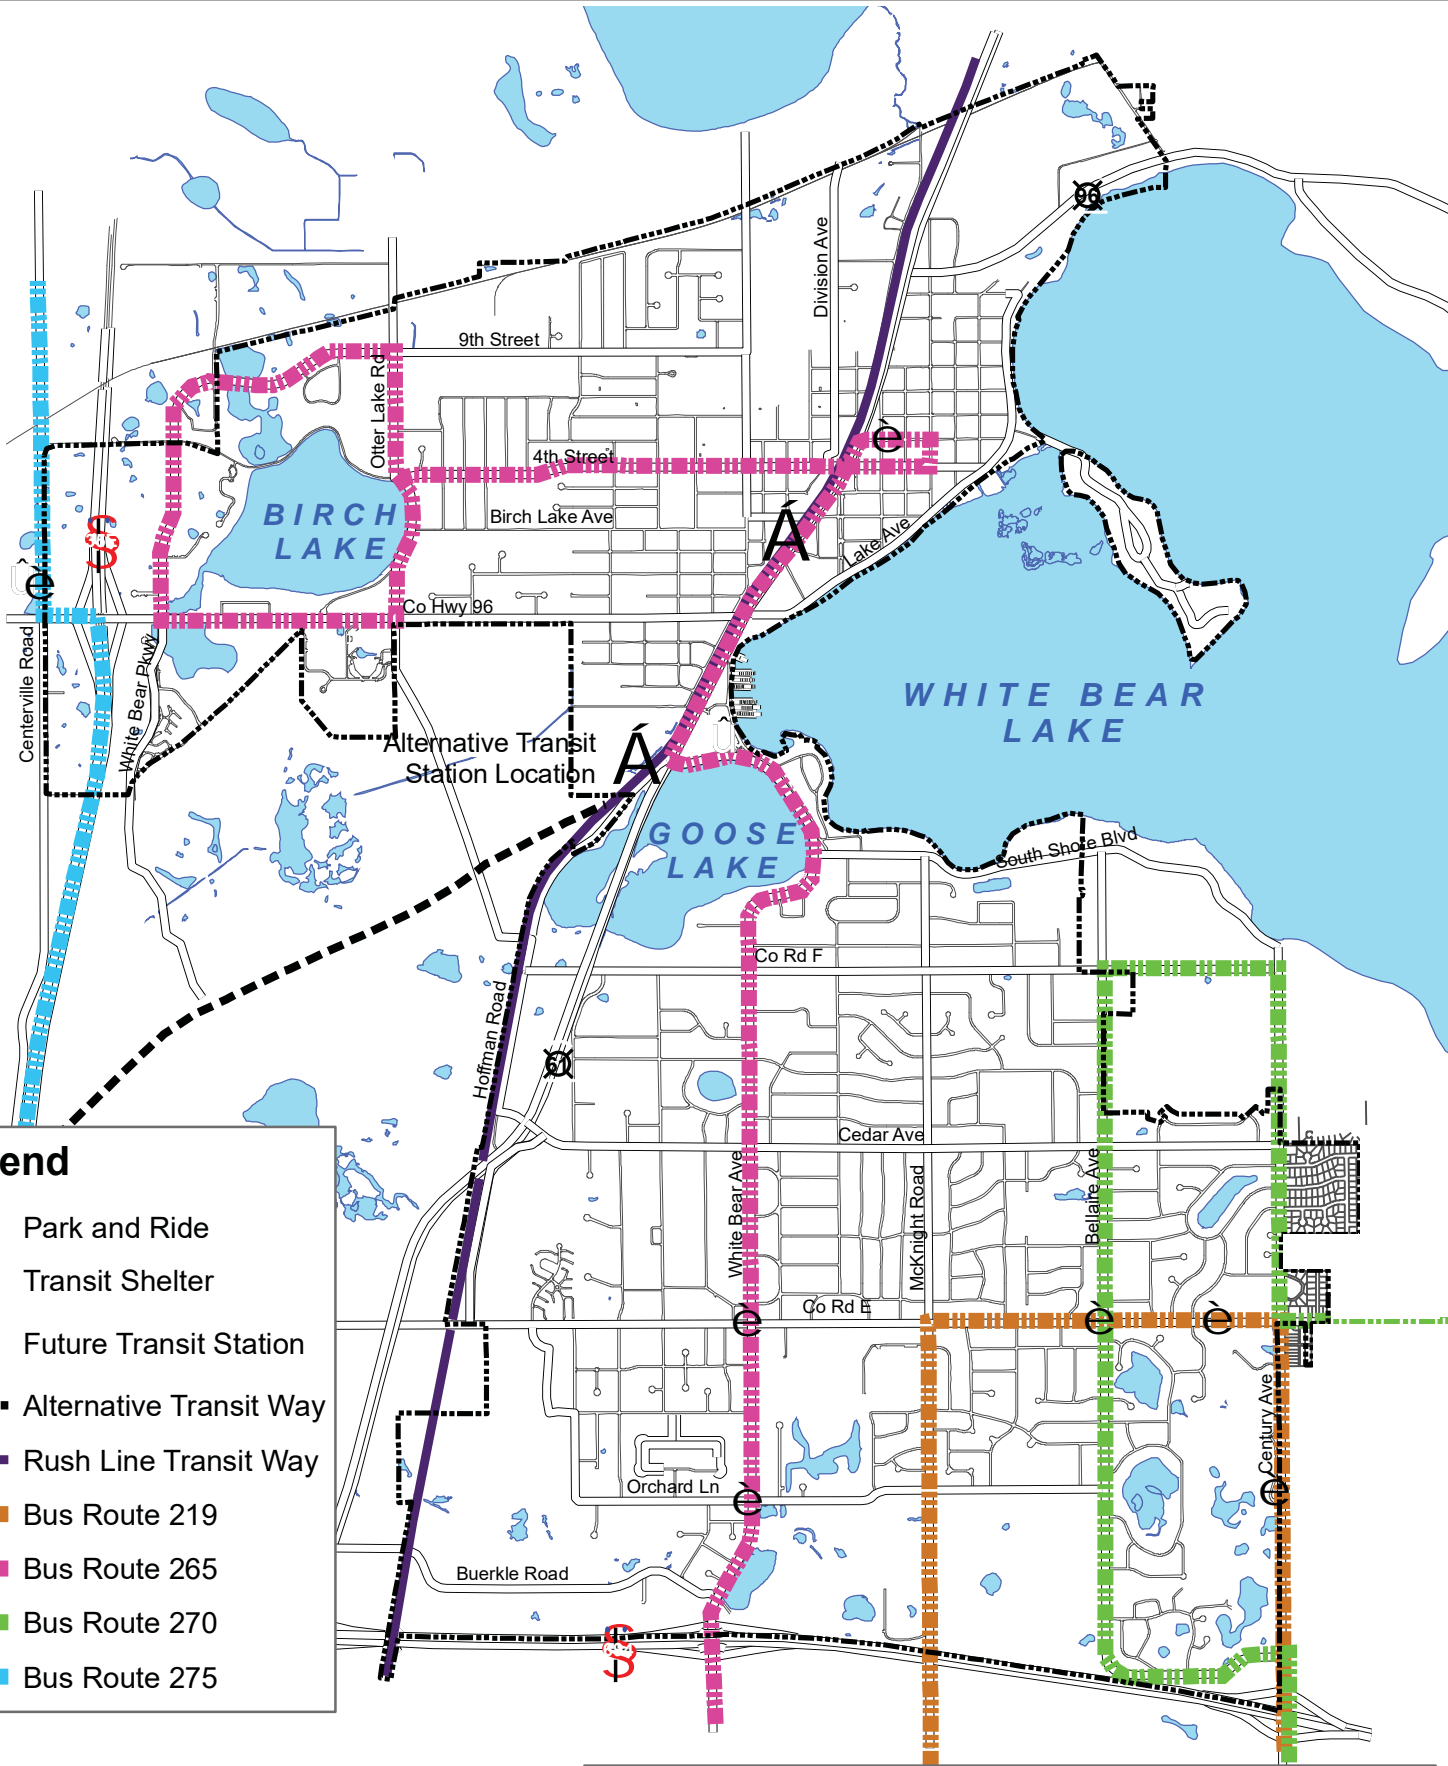 96
Division Ave
9th Street
Otter Lake Rd
4th Street
BIRCH
LAKE
Birch Lake Ave
Lake Ave
Co Hwy 96
Centerville Road
White Bear Pkwy
WHITE BEAR
LAKE
Alternative Transit
Station Location
GOOSE
LAKE
South Shore Blvd
Co Rd F
Hoffman Road
61
Cedar Ave
White Bear Ave
McKnight Road
Bellaire Ave
Co Rd E
Century Ave
Orchard Ln
Buerkle Road
end
Park and Ride
Transit Shelter
Future Transit Station
Alternative Transit Way
Rush Line Transit Way
Bus Route 219
Bus Route 265
Bus Route 270
Bus Route 275